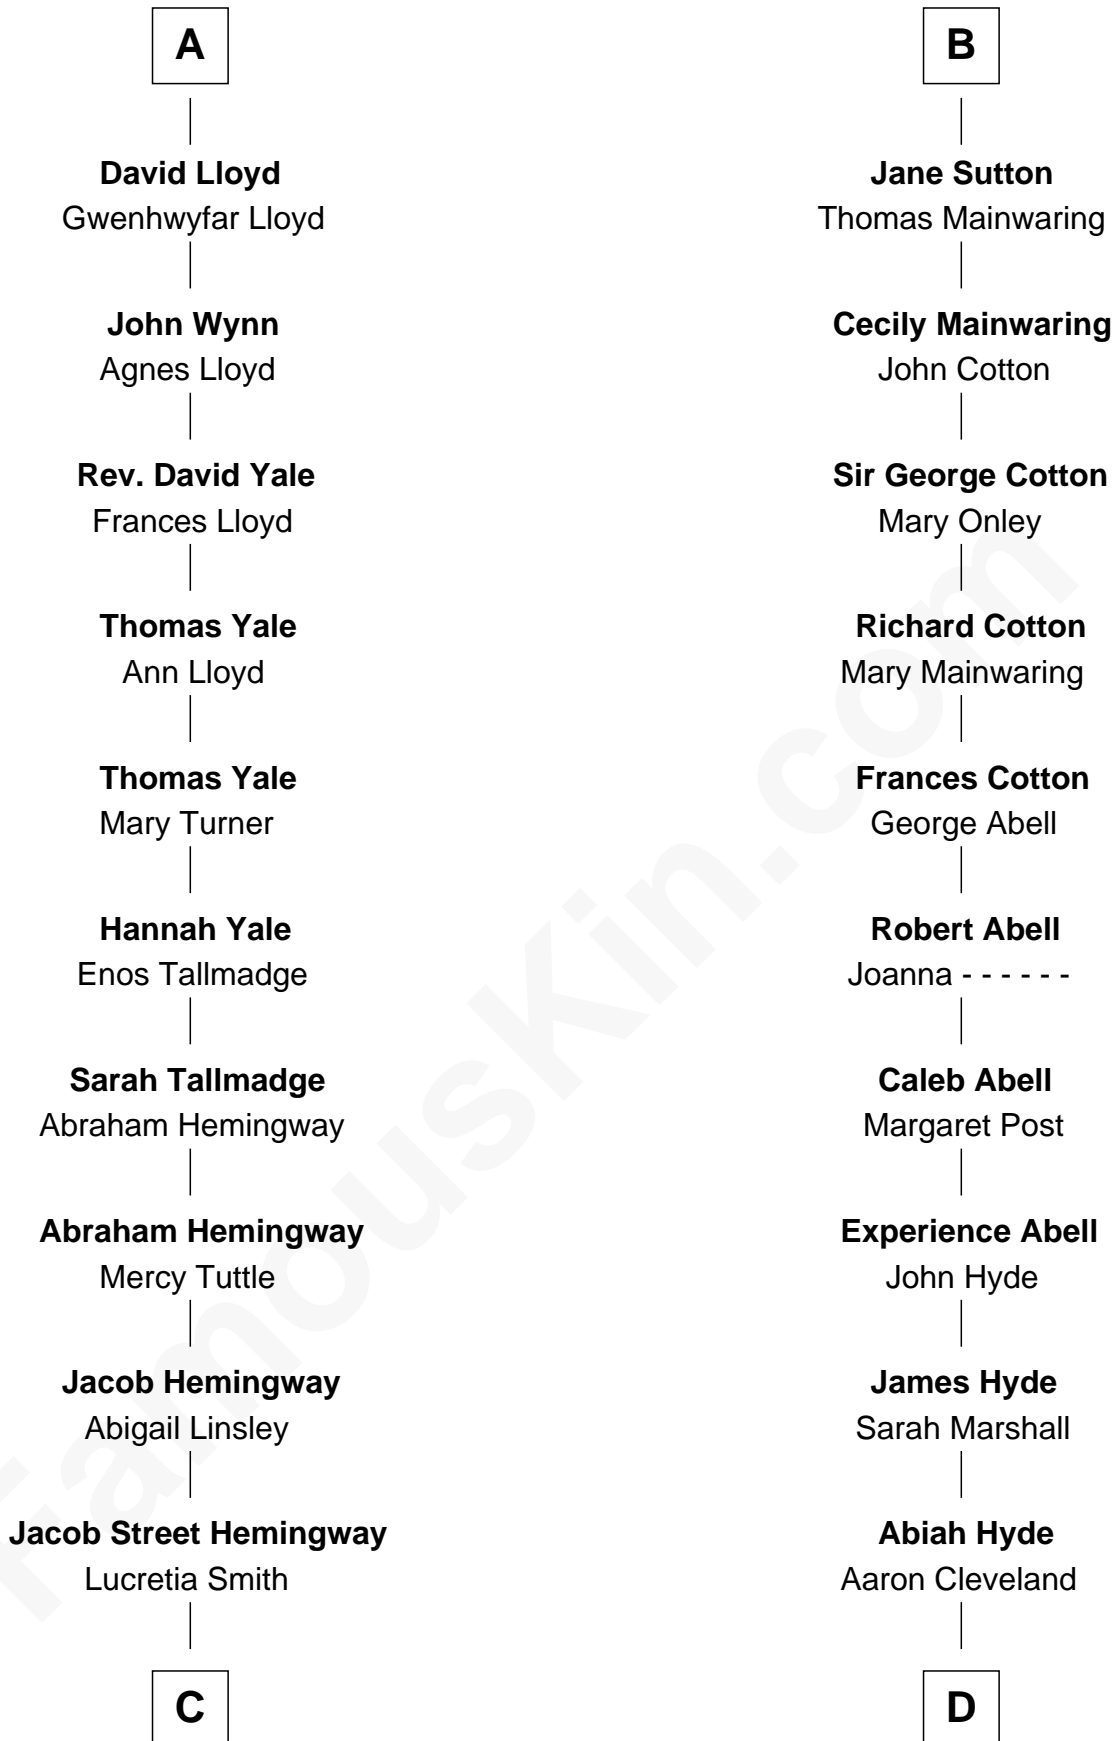 A
David Lloyd
Gwenhwyfar Lloyd
John Wynn
Agnes Lloyd
Rev. David Yale
Frances Lloyd
Thomas Yale
Ann Lloyd
Thomas Yale
Mary Turner
Hannah Yale
Enos Tallmadge
Sarah Tallmadge
Abraham Hemingway
Abraham Hemingway
Mercy Tuttle
Jacob Hemingway
Abigail Linsley
Jacob Street Hemingway
Lucretia Smith
C
B
Jane Sutton
Thomas Mainwaring
Cecily Mainwaring
John Cotton
Sir George Cotton
Mary Onley
Richard Cotton
Mary Mainwaring
Frances Cotton
George Abell
Robert Abell
Joanna - - - - - -
Caleb Abell
Margaret Post
Experience Abell
John Hyde
James Hyde
Sarah Marshall
Abiah Hyde
Aaron Cleveland
D
FamousKin.com